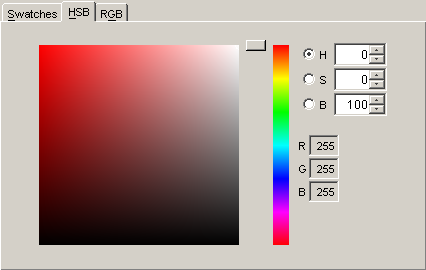 Swatches HSB RGB
H 0
S 0
B 100
R 255
G 255
B 255